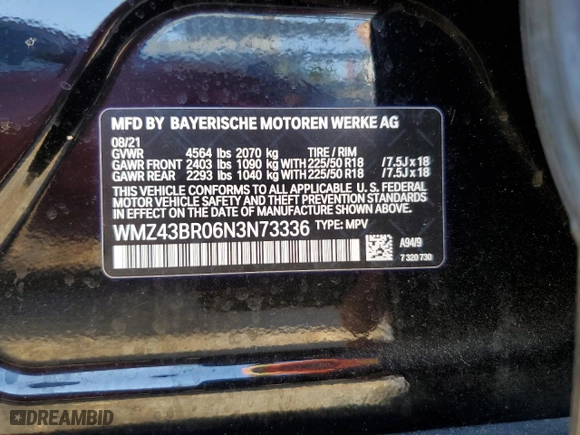 MFD BY BAYERISCHE MOTOREN WERKE AG
08/21
GVWR 4564 lbs 2070 kg TIRE / RIM
GAWR FRONT 2403 lbs 1090 kg WITH 225/50 R18 /7.5J x 18
GAWR REAR 2293 lbs 1040 kg WITH 225/50 R18 /7.5J x 18
THIS VEHICLE CONFORMS TO ALL APPLICABLE U. S. FEDERAL
MOTOR VEHICLE SAFETY AND THEFT PREVENTION STANDARDS
IN EFFECT ON THE DATE OF MANUFACTURE SHOWN ABOVE.
WMZ43BR06N3N73336 TYPE: MPV
A94/9
7 320 730
DREAMBID